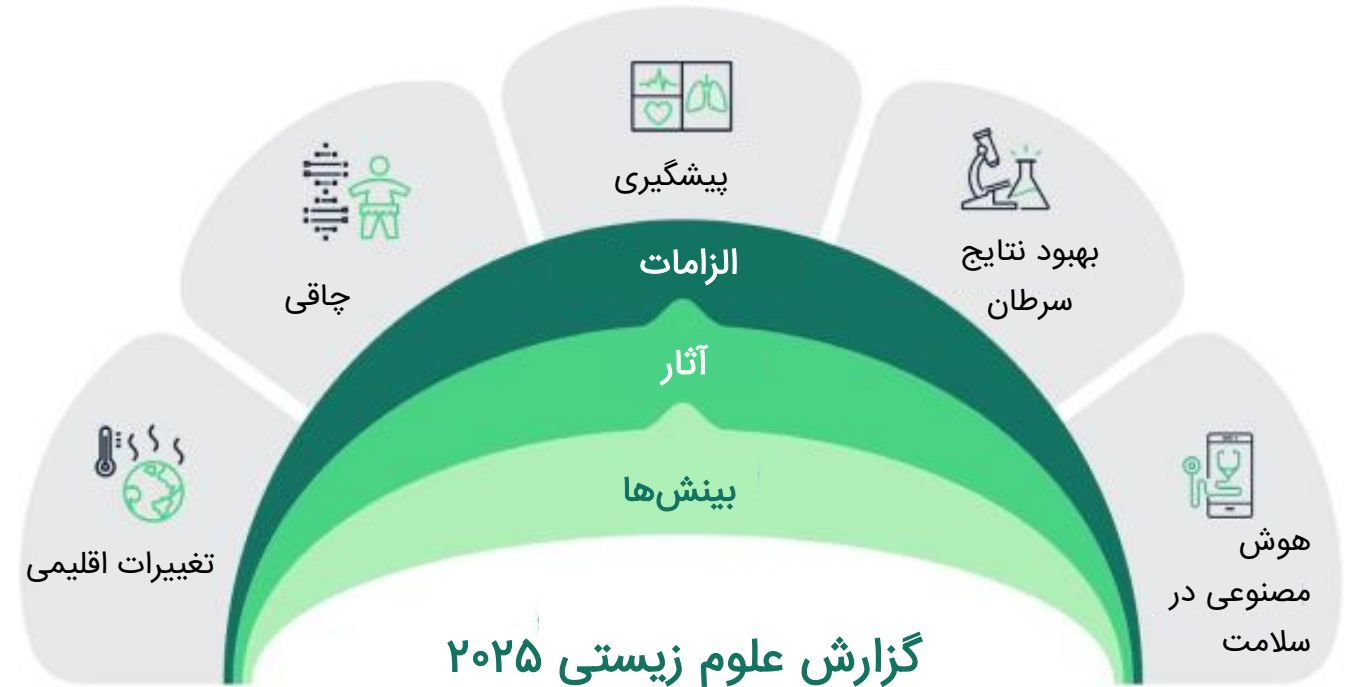 پیشگیری
چاقی
بهبود نتایج
سرطان
تغییرات اقلیمی
هوش
مصنوعی در
سلامت
الزامات
آثار
بینش‌ها
گزارش علوم زیستی ۲۰۲۵